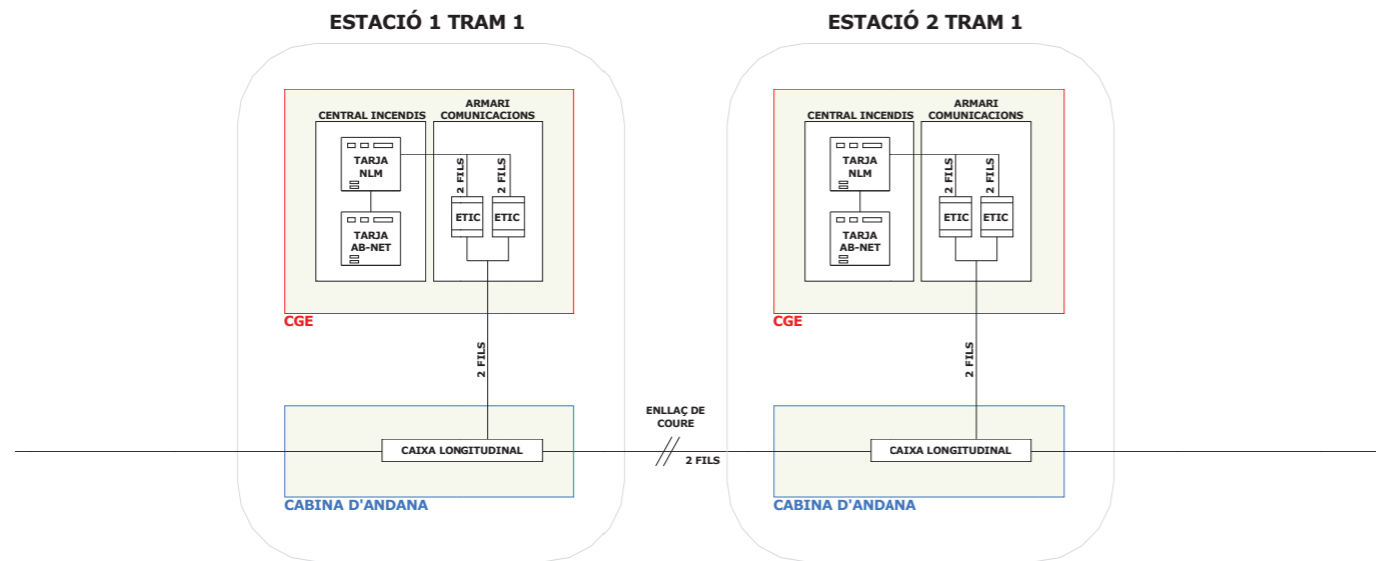 ESTACIÓ 1 TRAM 1
ARMARI
CENTRAL INCENDIS COMUNICACIONS
TARJA
NLM
2 FILS
2 FILS
ETIC
ETIC
TARJA
AB-NET
CGE
2 FILS
CAIXA LONGITUDINAL
CABINA D'ANDANA
ENLLAÇ DE
COURE
2 FILS
ESTACIÓ 2 TRAM 1
ARMARI
CENTRAL INCENDIS COMUNICACIONS
TARJA
NLM
2 FILS
2 FILS
ETIC
ETIC
TARJA
AB-NET
CGE
2 FILS
CAIXA LONGITUDINAL
CABINA D'ANDANA